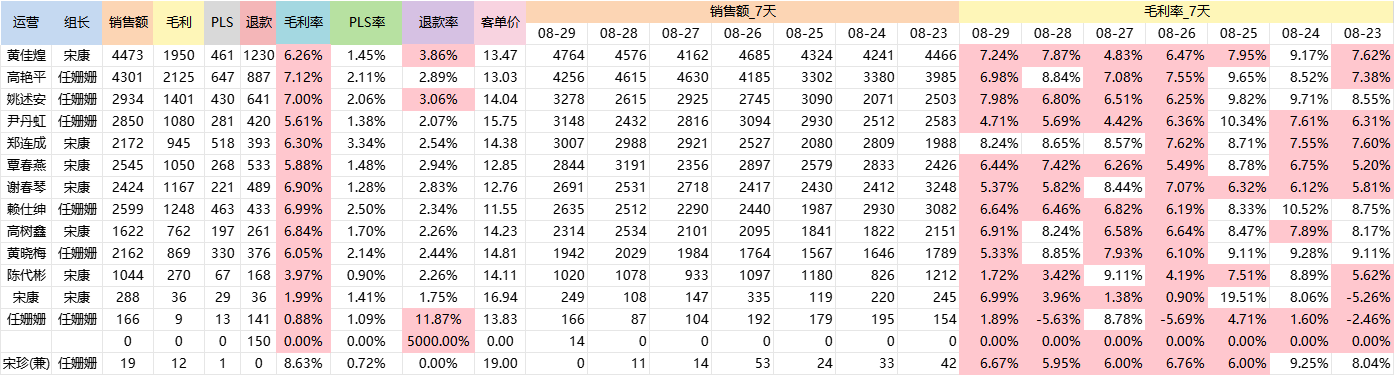 运营 组长 销售额 毛利 PLS 退款 毛利率 PLS率 退款率 客单价 销售额_7天 毛利率_7天
08-29 08-28 08-27 08-26 08-25 08-24 08-23 08-29 08-28 08-27 08-26 08-25 08-24 08-23
黄佳煌 宋康 4473 1950 461 1230 6.26% 1.45% 3.86% 13.47 4764 4576 4162 4685 4324 4241 4466 7.24% 7.87% 4.83% 6.47% 7.95% 9.17% 7.62%
高艳平 任姗姗 4301 2125 647 887 7.12% 2.11% 2.89% 13.03 4256 4615 4630 4185 3302 3380 3985 6.98% 8.84% 7.08% 7.55% 9.65% 8.52% 7.38%
姚述安 任姗姗 2934 1401 430 641 7.00% 2.06% 3.06% 14.04 3278 2615 2925 2745 3090 2071 2503 7.98% 6.80% 6.51% 6.25% 9.82% 9.71% 8.55%
尹丹虹 任姗姗 2850 1080 281 420 5.61% 1.38% 2.07% 15.75 3148 2432 2816 3094 2930 2512 2583 4.71% 5.69% 4.42% 6.36% 10.34% 7.61% 6.31%
郑连成 宋康 2172 945 518 393 6.30% 3.34% 2.54% 14.38 3007 2988 2921 2527 2080 2809 1988 8.24% 8.65% 8.57% 7.62% 8.71% 7.55% 7.60%
覃春燕 宋康 2545 1050 268 533 5.88% 1.48% 2.94% 12.85 2844 3191 2356 2897 2579 2833 2426 6.44% 7.42% 6.26% 5.49% 8.78% 6.75% 5.20%
谢春琴 宋康 2424 1167 221 489 6.90% 1.28% 2.83% 12.76 2691 2531 2718 2417 2430 2412 3248 5.37% 5.82% 8.44% 7.07% 6.32% 6.12% 5.81%
赖仕绅 任姗姗 2599 1248 463 433 6.99% 2.50% 2.34% 11.55 2635 2512 2290 2440 1987 2930 3082 6.64% 6.46% 6.82% 6.19% 8.33% 10.52% 8.75%
高树鑫 宋康 1622 762 197 261 6.84% 1.70% 2.26% 14.23 2314 2534 2101 2095 1841 1822 2151 6.91% 8.24% 6.58% 6.64% 8.47% 7.89% 8.17%
黄晓梅 任姗姗 2162 869 330 376 6.05% 2.14% 2.44% 14.81 1942 2029 1984 1764 1567 1646 1789 5.33% 8.85% 7.93% 6.10% 9.11% 9.28% 9.11%
陈代彬 宋康 1044 270 67 168 3.97% 0.90% 2.26% 14.11 1020 1078 933 1097 1180 826 1212 1.72% 3.42% 9.11% 4.19% 7.51% 8.89% 5.62%
宋康 宋康 288 36 29 36 1.99% 1.41% 1.75% 16.94 249 108 147 335 119 220 245 6.99% 3.96% 1.38% 0.90% 19.51% 8.06% -5.26%
任姗姗 任姗姗 166 9 13 141 0.88% 1.09% 11.87% 13.83 166 87 104 192 179 195 154 1.89% -5.63% 8.78% -5.69% 4.71% 1.60% -2.46%
0 0 0 150 0.00% 0.00% 5000.00% 0.00 14 0 0 0 0 0 0 0.00% 0.00% 0.00% 0.00% 0.00% 0.00% 0.00%
宋珍(兼) 任姗姗 19 12 1 0 8.63% 0.72% 0.00% 19.00 0 11 14 53 24 33 42 6.67% 5.95% 6.00% 6.76% 6.00% 9.25% 8.04%